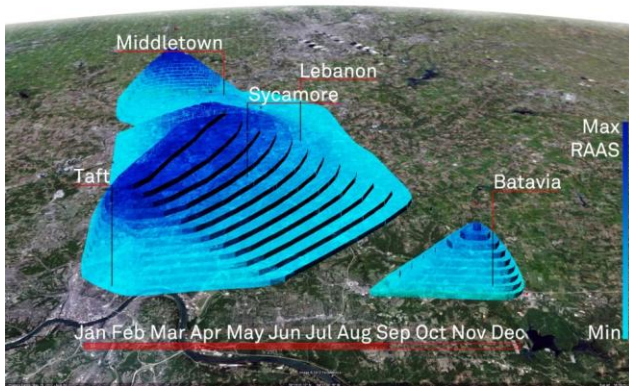 Middletown
Lebanon
Sycamore
Max
RAAS
Taft
Batavia
Jan Feb Mar Apr May Jun Jul Aug Sep Oct Nov Dec
Min